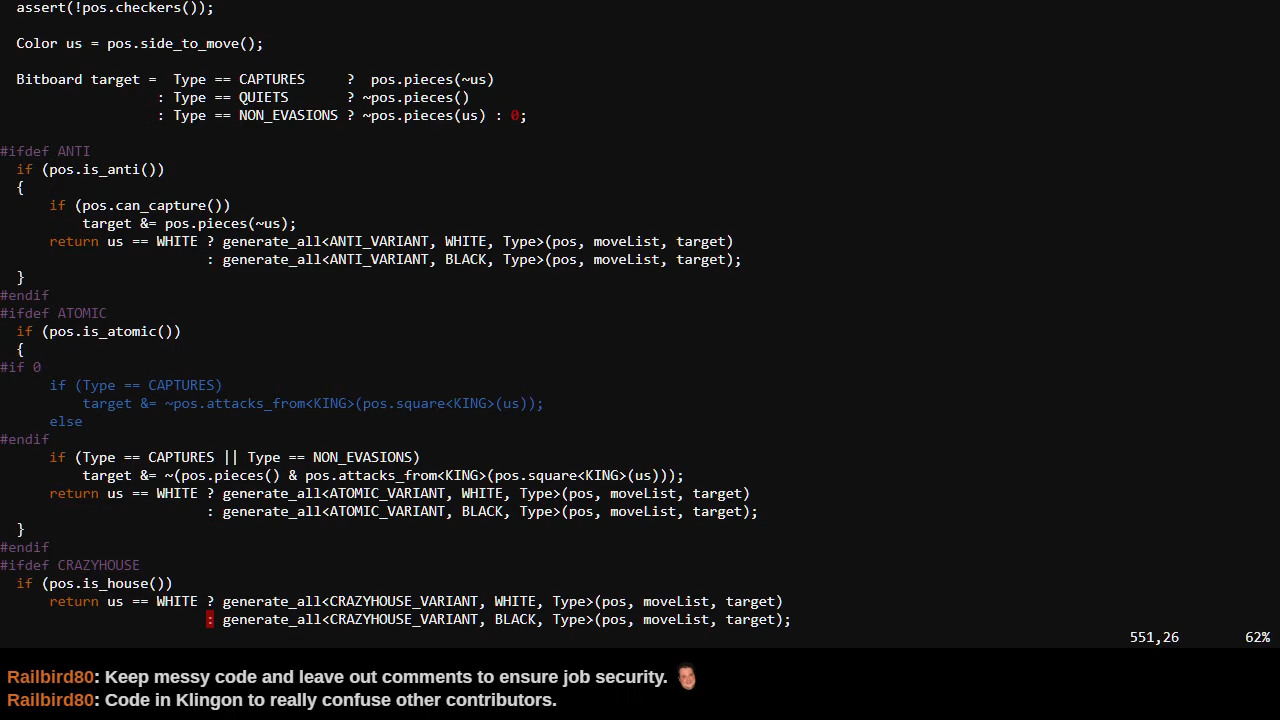 assert(!pos.checkers());
Color us = pos.side_to_move();
Bitboard target =  Type == CAPTURES     ?  pos.pieces(~us)
: Type == QUIETS       ? ~pos.pieces()
: Type == NON_EVASIONS ? ~pos.pieces(us) : 0;
#ifdef ANTI
if (pos.is_anti())
{
if (pos.can_capture())
target &= pos.pieces(~us);
return us == WHITE ? generate_all<ANTI_VARIANT, WHITE, Type>(pos, moveList, target)
: generate_all<ANTI_VARIANT, BLACK, Type>(pos, moveList, target);
}
#endif
#ifdef ATOMIC
if (pos.is_atomic())
{
#if 0
if (Type == CAPTURES)
target &= ~pos.attacks_from<KING>(pos.square<KING>(us));
else
#endif
if (Type == CAPTURES || Type == NON_EVASIONS)
target &= ~(pos.pieces() & pos.attacks_from<KING>(pos.square<KING>(us)));
return us == WHITE ? generate_all<ATOMIC_VARIANT, WHITE, Type>(pos, moveList, target)
: generate_all<ATOMIC_VARIANT, BLACK, Type>(pos, moveList, target);
}
#endif
#ifdef CRAZYHOUSE
if (pos.is_house())
return us == WHITE ? generate_all<CRAZYHOUSE_VARIANT, WHITE, Type>(pos, moveList, target)
: generate_all<CRAZYHOUSE_VARIANT, BLACK, Type>(pos, moveList, target);
551,26 62%
Railbird80: Keep messy code and leave out comments to ensure job security.
Railbird80: Code in Klingon to really confuse other contributors.